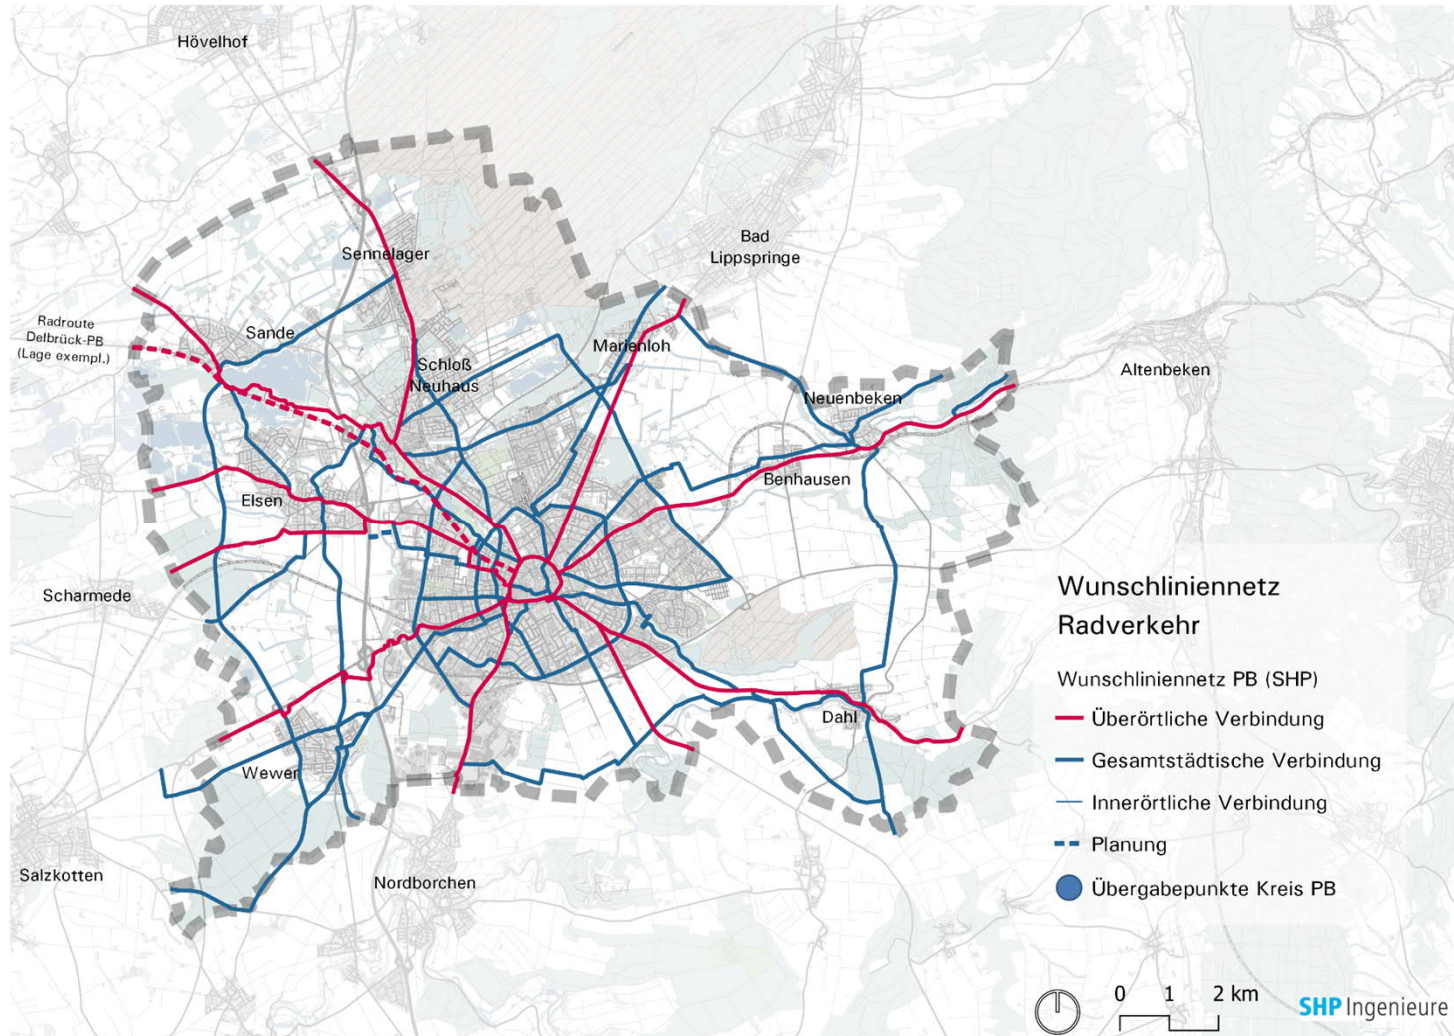 Hövelhof
Sennelager
Bad
Lippspringe
Radroute
Delbrück-PB
(Lage exempl.)
Sande
Marienloh
Schloß
Neuhaus
Altenbeken
Neuenbeken
Benhausen
Elsen
Scharmede
Dahl
Wewer
Salzkotten
Nordborchen
Wunschliniennetz
Radverkehr
Wunschliniennetz PB (SHP)
Überörtliche Verbindung
Gesamtstädtische Verbindung
Innerörtliche Verbindung
Planung
Übergabepunkte Kreis PB
0 1 2 km
SHP Ingenieure